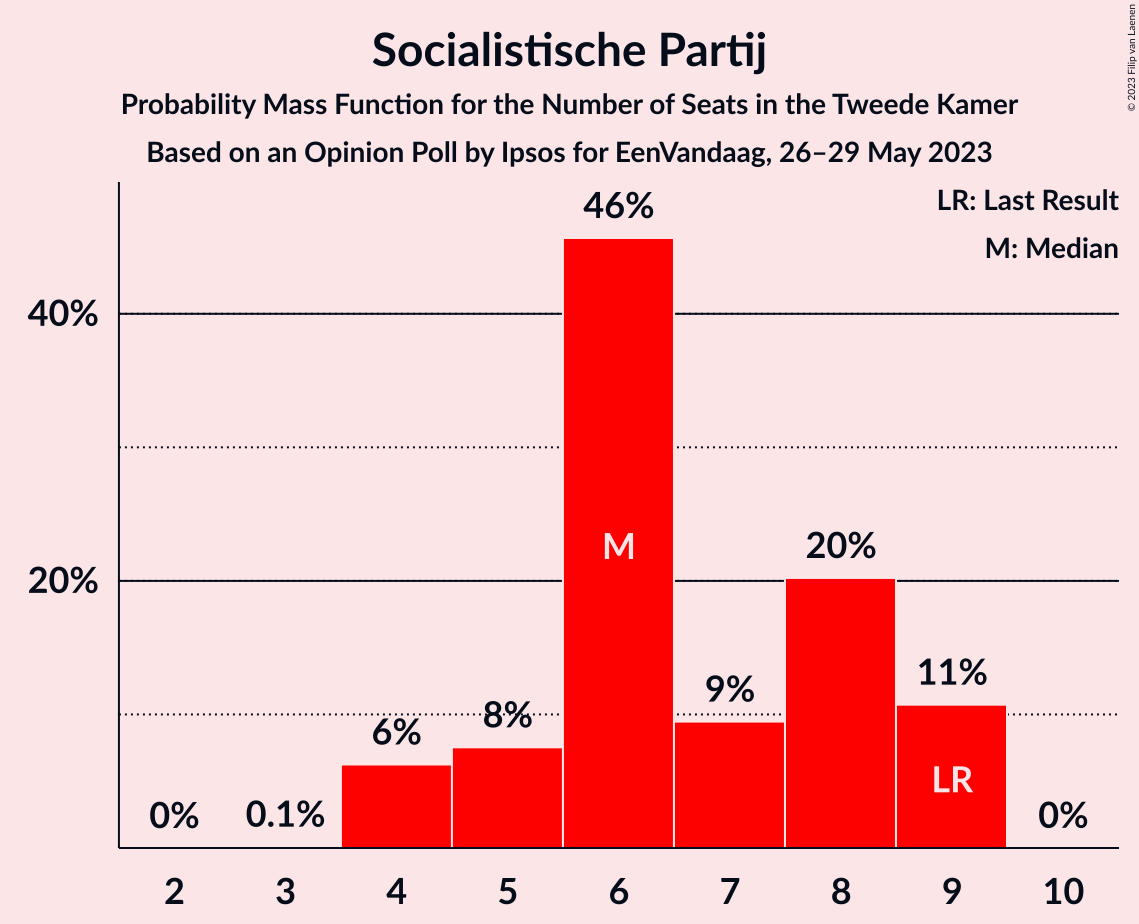 Socialistische Partij
Probability Mass Function for the Number of Seats in the Tweede Kamer
Based on an Opinion Poll by Ipsos for EenVandaag, 26–29 May 2023
© 2023 Filip van Laenen
LR: Last Result
M: Median
40%
20%
0%
0.1%
6%
8%
46%
M
9%
20%
11%
LR
0%
2 3 4 5 6 7 8 9 10